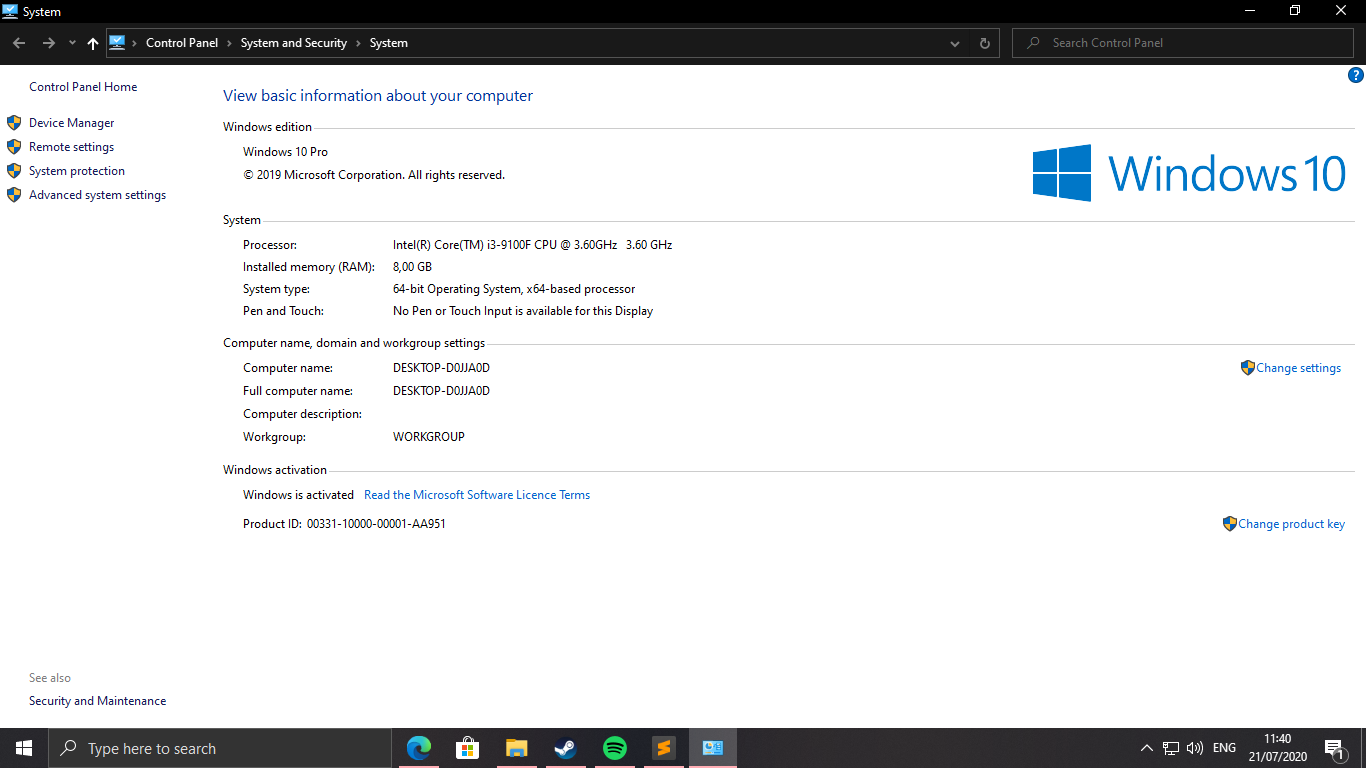 System
Control Panel > System and Security > System
Search Control Panel
?
Control Panel Home
Device Manager
Remote settings
System protection
Advanced system settings
View basic information about your computer
Windows edition
Windows 10 Pro
© 2019 Microsoft Corporation. All rights reserved.
Windows 10
System
Processor: Intel(R) Core(TM) i3-9100F CPU @ 3.60GHz 3.60 GHz
Installed memory (RAM): 8,00 GB
System type: 64-bit Operating System, x64-based processor
Pen and Touch: No Pen or Touch Input is available for this Display
Computer name, domain and workgroup settings
Computer name: DESKTOP-D0JJA0D
Change settings
Full computer name: DESKTOP-D0JJA0D
Computer description:
Workgroup: WORKGROUP
Windows activation
Windows is activated Read the Microsoft Software Licence Terms
Product ID: 00331-10000-00001-AA951
Change product key
See also
Security and Maintenance
Type here to search
ENG
11:40
21/07/2020
1